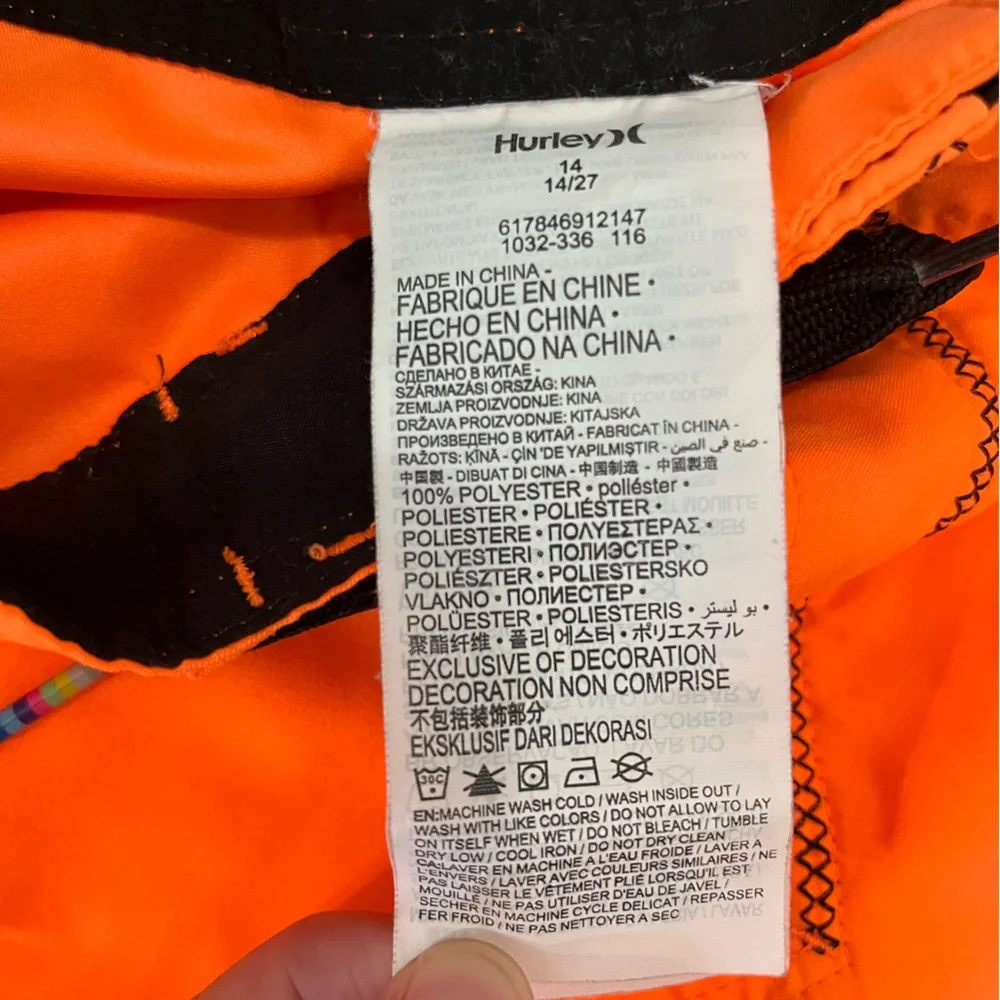 Hurley
14
14/27
617846912147
1032-336 116
MADE IN CHINA -
FABRIQUE EN CHINE •
HECHO EN CHINA •
FABRICADO NA CHINA •
СДЕЛАНО В КИТАЕ -
SZÁRMAZÁSI ORSZÁG: KINA
ZEMLJA PROIZVODNJE: KINA
DRŽAVA PROIZVODNJE: KITAJSKA
ПРОИЗВЕДЕНО В КИТАЙ - FABRICAT ÎN CHINA -
RAŽOTS: ĶĪNĀ - ÇİN 'DE YAPILMIŞTIR - صنع في الصين -
中国製 - DIBUAT DI CINA - 中国制造 - 中國製造
100% POLYESTER • poliéster •
POLIESTER • POLIÉSTER •
POLIESTERE • ΠΟΛΥΕΣΤΕΡΑΣ •
POLYESTERI • ПОЛИЭСТЕР •
POLIÉSZTER • POLIESTERSKO
VLAKNO • ПОЛИЕСТЕР •
POLÜESTER • POLIESTERIS • بو ليستر •
聚酯纤维 • 폴리 에스터 • ポリエステル
EXCLUSIVE OF DECORATION
DECORATION NON COMPRISE
不包括装饰部分
EKSKLUSIF DARI DEKORASI
30C
EN:MACHINE WASH COLD / WASH INSIDE OUT /
WASH WITH LIKE COLORS / DO NOT ALLOW TO LAY
ON ITSELF WHEN WET / DO NOT BLEACH / TUMBLE
DRY LOW / COOL IRON / DO NOT DRY CLEAN
CA:LAVER EN MACHINE A L'EAU FROIDE / LAVER A
L'ENVERS / LAVER AVEC COULEURS SIMILAIRES / NE
PAS LAISSER LE VÊTEMENT PLIÉ LORSQU'IL EST
MOUILLÉ / NE PAS UTILISER D'EAU DE JAVEL /
SECHER EN MACHINE CYCLE DELICAT / REPASSER
FER FROID / NE PAS NETTOYER A SEC